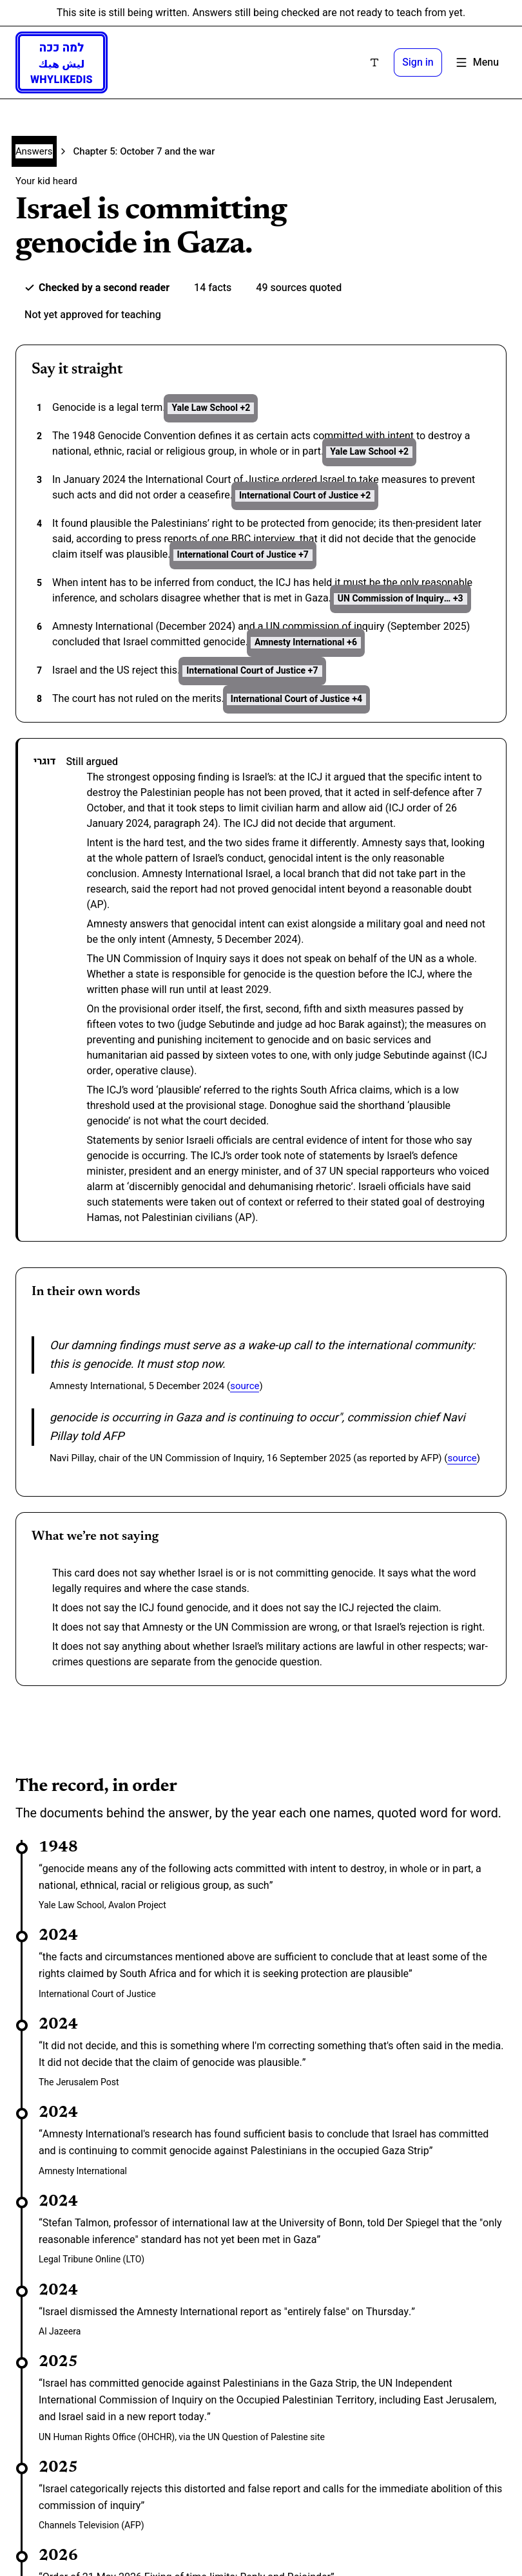 This site is still being written. Answers still being checked are not ready to teach from yet.
למה ככה
ليش هيك
WHYLIKEDIS
T
Sign in
Menu
Answers
Chapter 5: October 7 and the war
Your kid heard
Israel is committing
genocide in Gaza.
Checked by a second reader
14 facts
49 sources quoted
Not yet approved for teaching
Say it straight
1 Genocide is a legal term. Yale Law School +2
2 The 1948 Genocide Convention defines it as certain acts committed with intent to destroy a
national, ethnic, racial or religious group, in whole or in part. Yale Law School +2
3 In January 2024 the International Court of Justice ordered Israel to take measures to prevent
such acts and did not order a ceasefire. International Court of Justice +2
4 It found plausible the Palestinians’ right to be protected from genocide; its then-president later
said, according to press reports of one BBC interview, that it did not decide that the genocide
claim itself was plausible. International Court of Justice +7
5 When intent has to be inferred from conduct, the ICJ has held it must be the only reasonable
inference, and scholars disagree whether that is met in Gaza. UN Commission of Inquiry… +3
6 Amnesty International (December 2024) and a UN commission of inquiry (September 2025)
concluded that Israel committed genocide. Amnesty International +6
7 Israel and the US reject this. International Court of Justice +7
8 The court has not ruled on the merits. International Court of Justice +4
דוגרי Still argued
The strongest opposing finding is Israel’s: at the ICJ it argued that the specific intent to
destroy the Palestinian people has not been proved, that it acted in self-defence after 7
October, and that it took steps to limit civilian harm and allow aid (ICJ order of 26
January 2024, paragraph 24). The ICJ did not decide that argument.
Intent is the hard test, and the two sides frame it differently. Amnesty says that, looking
at the whole pattern of Israel’s conduct, genocidal intent is the only reasonable
conclusion. Amnesty International Israel, a local branch that did not take part in the
research, said the report had not proved genocidal intent beyond a reasonable doubt
(AP).
Amnesty answers that genocidal intent can exist alongside a military goal and need not
be the only intent (Amnesty, 5 December 2024).
The UN Commission of Inquiry says it does not speak on behalf of the UN as a whole.
Whether a state is responsible for genocide is the question before the ICJ, where the
written phase will run until at least 2029.
On the provisional order itself, the first, second, fifth and sixth measures passed by
fifteen votes to two (judge Sebutinde and judge ad hoc Barak against); the measures on
preventing and punishing incitement to genocide and on basic services and
humanitarian aid passed by sixteen votes to one, with only judge Sebutinde against (ICJ
order, operative clause).
The ICJ’s word ‘plausible’ referred to the rights South Africa claims, which is a low
threshold used at the provisional stage. Donoghue said the shorthand ‘plausible
genocide’ is not what the court decided.
Statements by senior Israeli officials are central evidence of intent for those who say
genocide is occurring. The ICJ’s order took note of statements by Israel’s defence
minister, president and an energy minister, and of 37 UN special rapporteurs who voiced
alarm at ‘discernibly genocidal and dehumanising rhetoric’. Israeli officials have said
such statements were taken out of context or referred to their stated goal of destroying
Hamas, not Palestinian civilians (AP).
In their own words
Our damning findings must serve as a wake-up call to the international community:
this is genocide. It must stop now.
Amnesty International, 5 December 2024 (source)
genocide is occurring in Gaza and is continuing to occur", commission chief Navi
Pillay told AFP
Navi Pillay, chair of the UN Commission of Inquiry, 16 September 2025 (as reported by AFP) (source)
What we’re not saying
This card does not say whether Israel is or is not committing genocide. It says what the word
legally requires and where the case stands.
It does not say the ICJ found genocide, and it does not say the ICJ rejected the claim.
It does not say that Amnesty or the UN Commission are wrong, or that Israel’s rejection is right.
It does not say anything about whether Israel’s military actions are lawful in other respects; war-
crimes questions are separate from the genocide question.
The record, in order
The documents behind the answer, by the year each one names, quoted word for word.
1948
“genocide means any of the following acts committed with intent to destroy, in whole or in part, a
national, ethnical, racial or religious group, as such”
Yale Law School, Avalon Project
2024
“the facts and circumstances mentioned above are sufficient to conclude that at least some of the
rights claimed by South Africa and for which it is seeking protection are plausible”
International Court of Justice
2024
“It did not decide, and this is something where I'm correcting something that's often said in the media.
It did not decide that the claim of genocide was plausible.”
The Jerusalem Post
2024
“Amnesty International's research has found sufficient basis to conclude that Israel has committed
and is continuing to commit genocide against Palestinians in the occupied Gaza Strip”
Amnesty International
2024
“Stefan Talmon, professor of international law at the University of Bonn, told Der Spiegel that the "only
reasonable inference" standard has not yet been met in Gaza”
Legal Tribune Online (LTO)
2024
“Israel dismissed the Amnesty International report as "entirely false" on Thursday.”
Al Jazeera
2025
“Israel has committed genocide against Palestinians in the Gaza Strip, the UN Independent
International Commission of Inquiry on the Occupied Palestinian Territory, including East Jerusalem,
and Israel said in a new report today.”
UN Human Rights Office (OHCHR), via the UN Question of Palestine site
2025
“Israel categorically rejects this distorted and false report and calls for the immediate abolition of this
commission of inquiry”
Channels Television (AFP)
2026
“Order of 21 May 2026 Fixing of time-limits: Reply and Rejoinder”